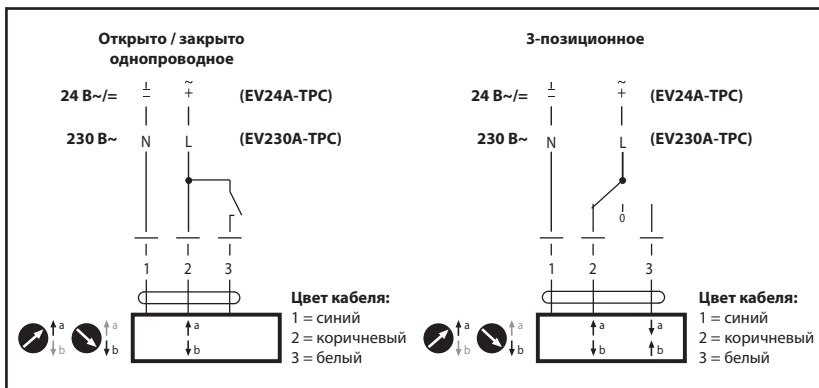 Открыто / закрыто
однопроводное
24 В~/= ⊥ – ~ + (EV24A-TPC)
230 В~ N L (EV230A-TPC)
1 2 3
a b a b a b
Цвет кабеля:
1 = синий
2 = коричневый
3 = белый
3-позиционное
24 В~/= ⊥ – ~ + (EV24A-TPC)
230 В~ N L (EV230A-TPC)
0
1 2 3
a b a b a b a b
Цвет кабеля:
1 = синий
2 = коричневый
3 = белый